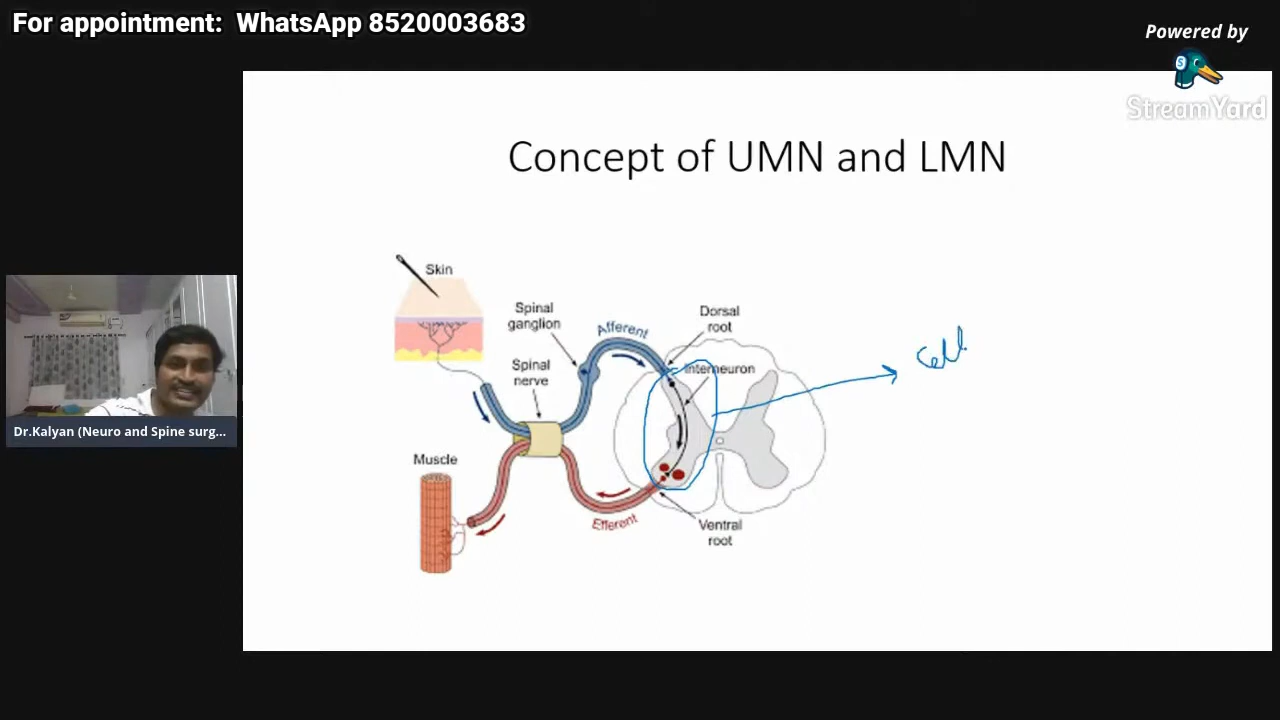 For appointment: WhatsApp 8520003683
Powered by
StreamYard
Concept of UMN and LMN
Skin
Spinal
ganglion
Afferent
Dorsal
root
Spinal
nerve
Interneuron
cell
Dr.Kalyan (Neuro and Spine surg...
Muscle
Efferent
Ventral
root